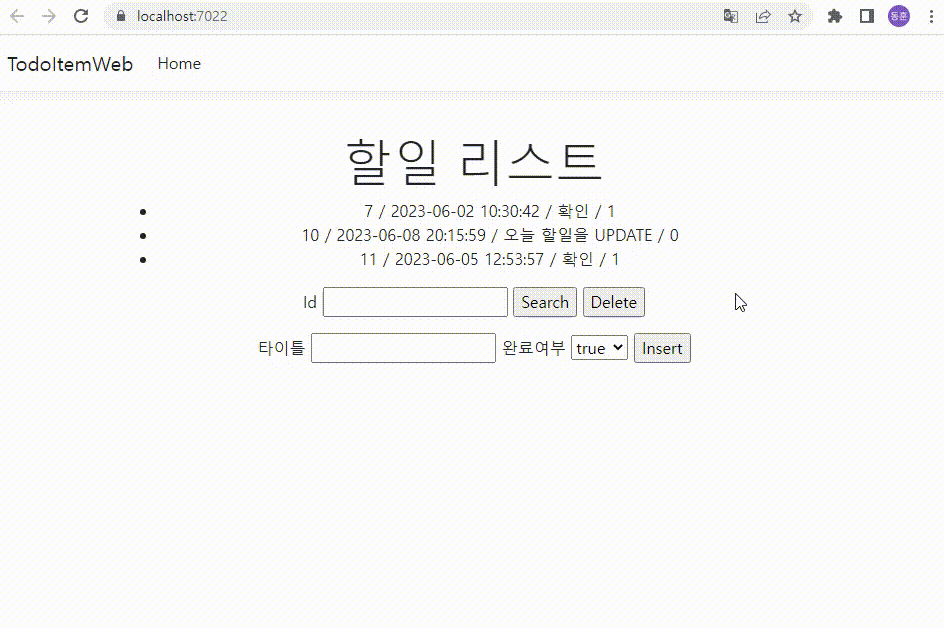 localhost:7022
동훈
TodoItemWeb Home
할일 리스트
7 / 2023-06-02 10:30:42 / 확인 / 1
10 / 2023-06-08 20:15:59 / 오늘 할일을 UPDATE / 0
11 / 2023-06-05 12:53:57 / 확인 / 1
Id Search Delete
타이틀 완료여부 true Insert